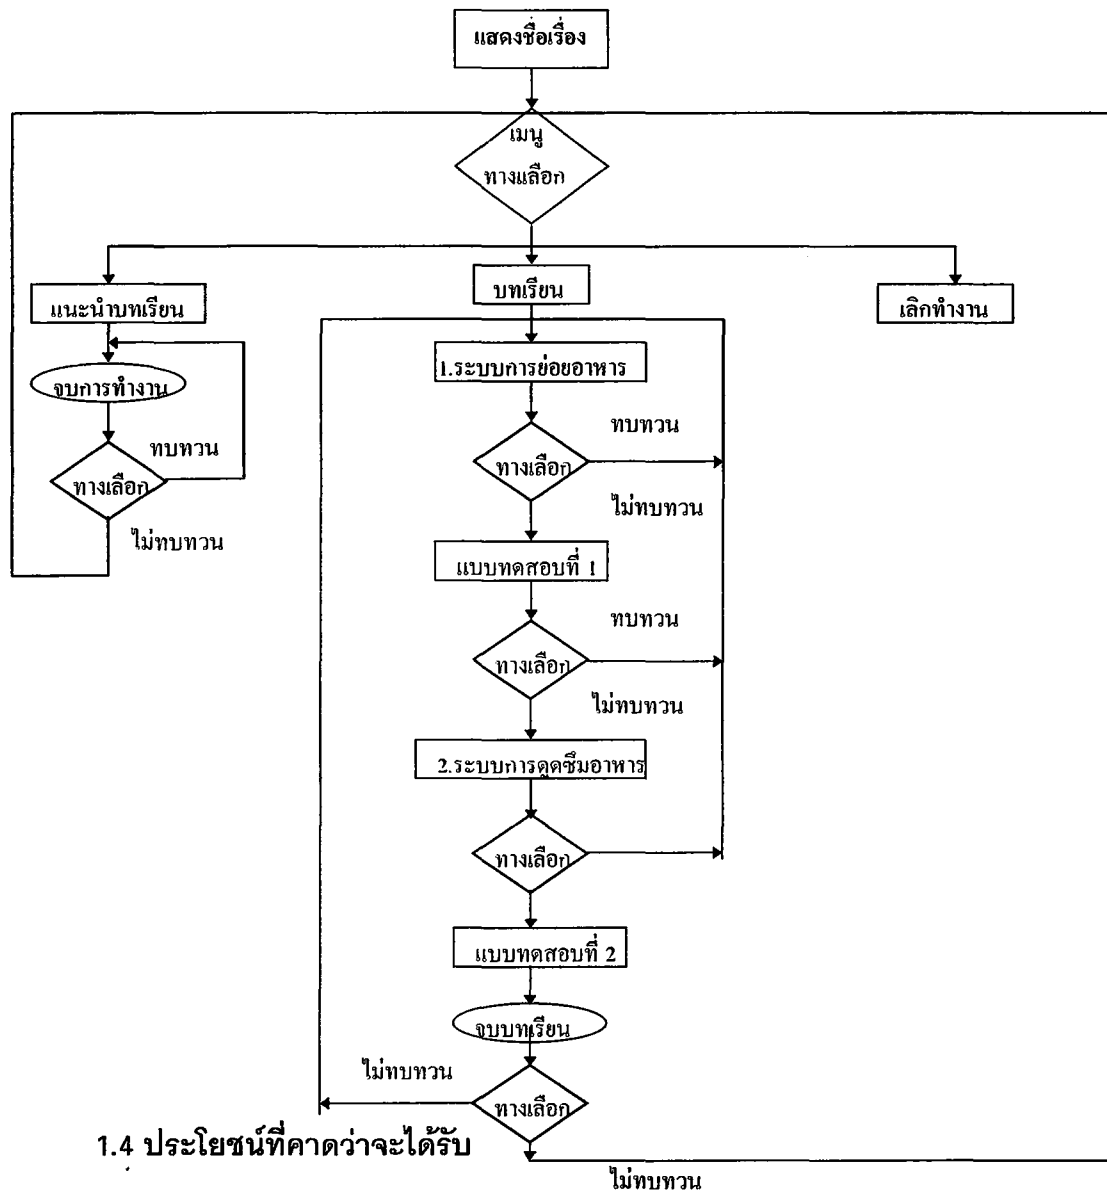 แสดงชื่อเรื่อง
เมนู
ทางแลือก
แนะนำบทเรียน
บทเรียน
เลิกทำงาน
1.ระบบการย่อยอาหาร
จบการทำงาน
ทบทวน
ทบทวน
ทางเลือก
ทางเลือก
ไม่ทบทวน
ไม่ทบทวน
แบบทดสอบที่ 1
ทบทวน
ทางเลือก
ไม่ทบทวน
2.ระบบการดูดซึมอาหาร
ทางเลือก
แบบทดสอบที่ 2
จบบทเรียน
ไม่ทบทวน
ทางเลือก
1.4 ประโยชน์ที่คาดว่าจะได้รับ
ไม่ทบทวน